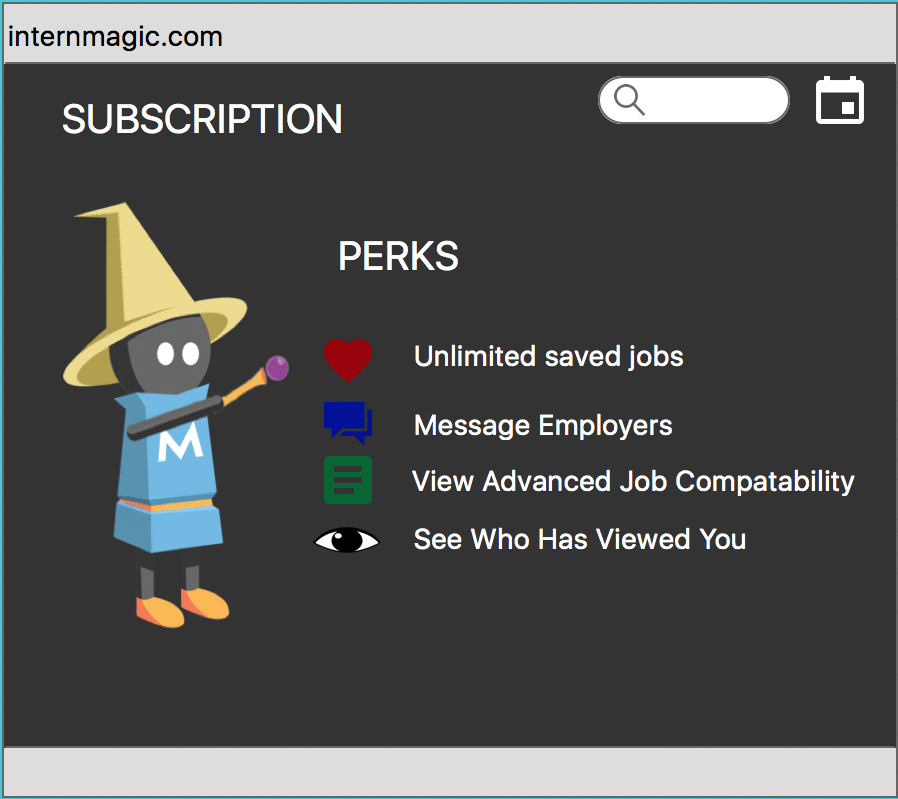 internmagic.com
SUBSCRIPTION
PERKS
Unlimited saved jobs
Message Employers
View Advanced Job Compatability
See Who Has Viewed You
M